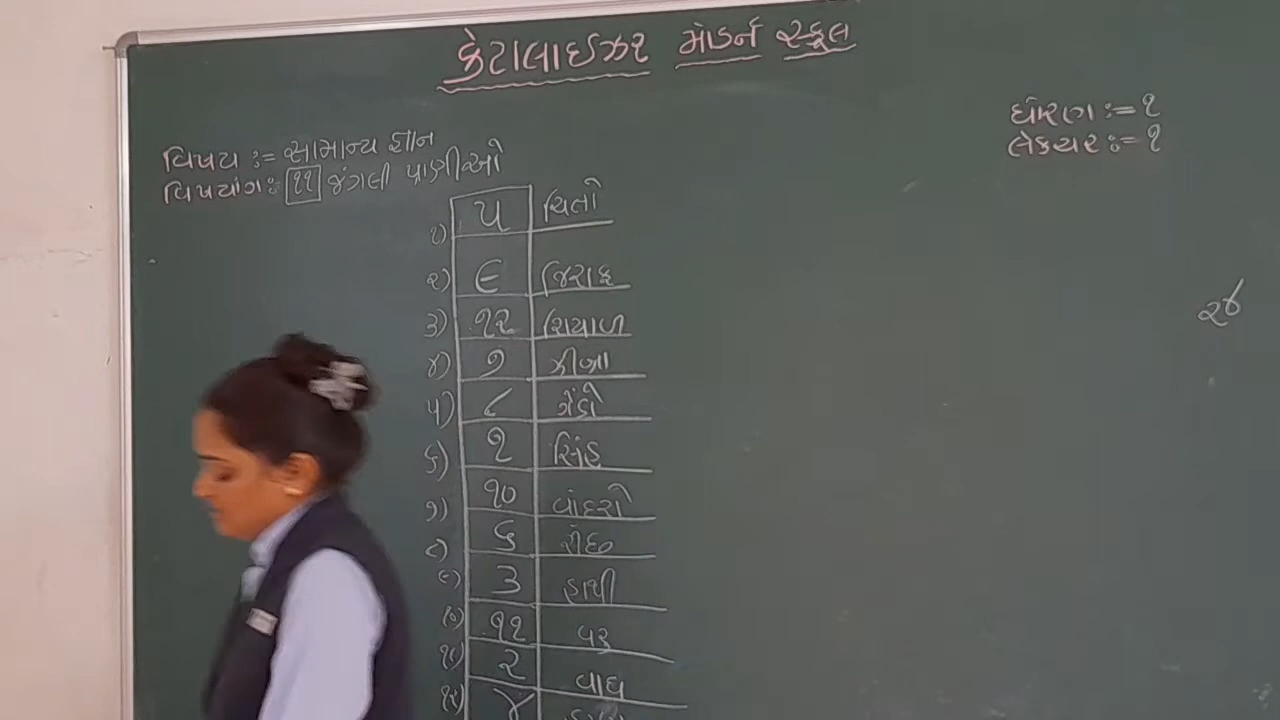 કેટાલાઈઝર મોડર્ન સ્કૂલ
ધોરણ :- ૧
લેક્ચર :- ૧
વિષય :- સામાન્ય જ્ઞાન
વિષયાંગ : ૧૧ જંગલી પ્રાણીઓ
૧) ૫ ચિતો
૨) ૯ જિરાફ
૩) ૧૨ શિયાળ
૪) ૭ ઝીબ્રા
૫) ૮ ગેંડો
૬) ૧ સિંહ
૭) ૧૦ વાંદરો
૮) ૬ રીંછ
૯) ૩ હાથી
૧૦) ૧૧ વરુ
૧૧) ૨ વાઘ
૧૨) ૪
૨૪